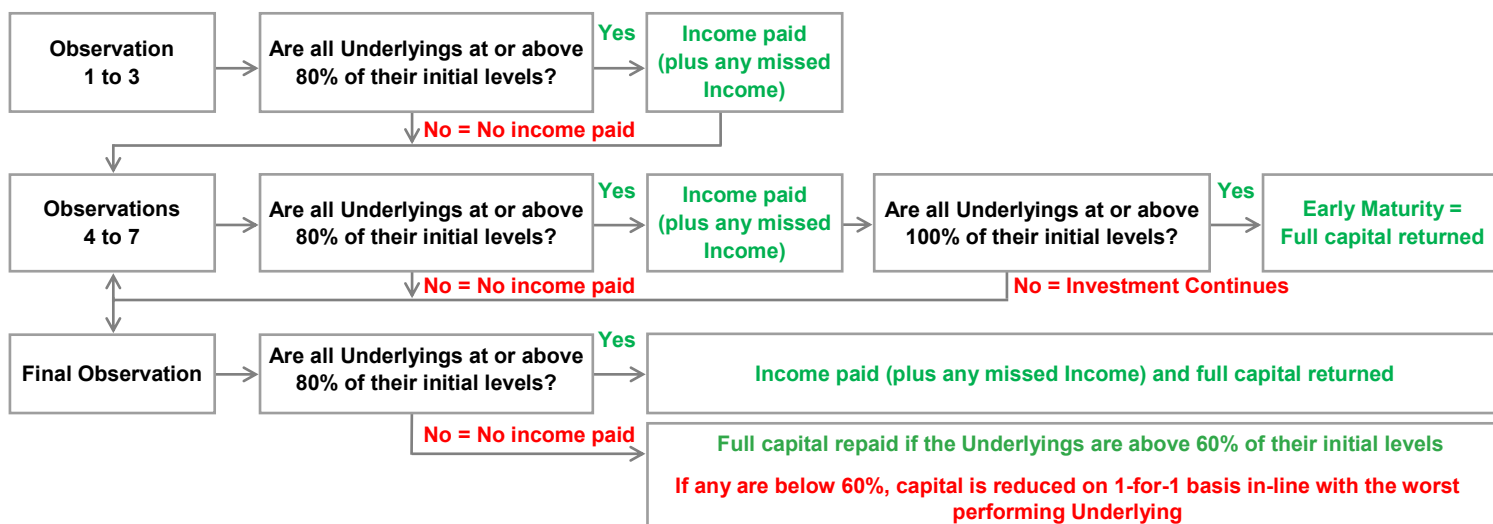 Observation
1 to 3
Are all Underlyings at or above
80% of their initial levels?
Yes
Income paid
(plus any missed
Income)
No = No income paid
Observations
4 to 7
Are all Underlyings at or above
80% of their initial levels?
Yes
Income paid
(plus any missed
Income)
Are all Underlyings at or above
100% of their initial levels?
Yes
Early Maturity =
Full capital returned
No = No income paid
No = Investment Continues
Final Observation
Are all Underlyings at or above
80% of their initial levels?
Yes
Income paid (plus any missed Income) and full capital returned
No = No income paid
Full capital repaid if the Underlyings are above 60% of their initial levels
If any are below 60%, capital is reduced on 1-for-1 basis in-line with the worst
performing Underlying